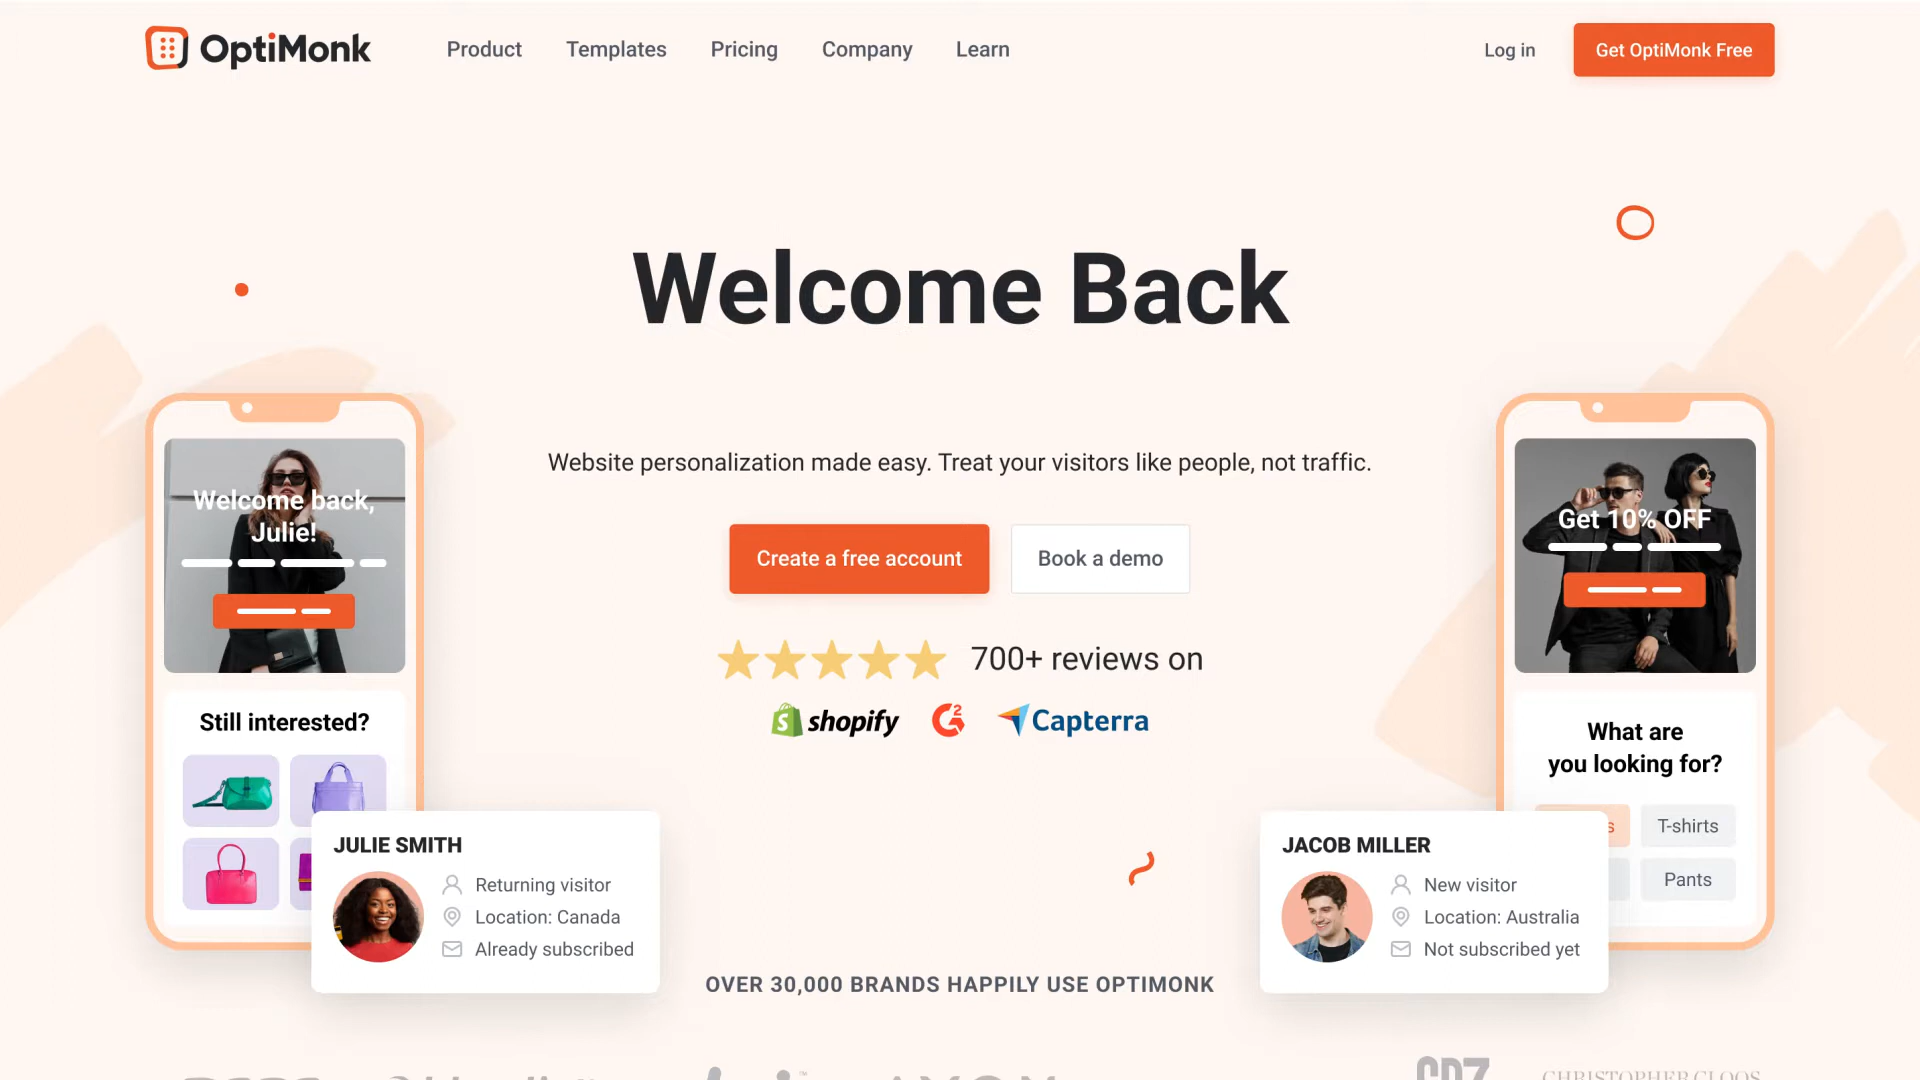 OptiMonk
Product
Templates
Pricing
Company
Learn
Log in
Get OptiMonk Free
Welcome Back
Website personalization made easy. Treat your visitors like people, not traffic.
Create a free account
Book a demo
700+ reviews on
shopify
G2
Capterra
Welcome back,
Julie!
Still interested?
JULIE SMITH
Returning visitor
Location: Canada
Already subscribed
Get 10% OFF
What are
you looking for?
T-shirts
Pants
JACOB MILLER
New visitor
Location: Australia
Not subscribed yet
OVER 30,000 BRANDS HAPPILY USE OPTIMONK
CHRISTOPHER CLOOS